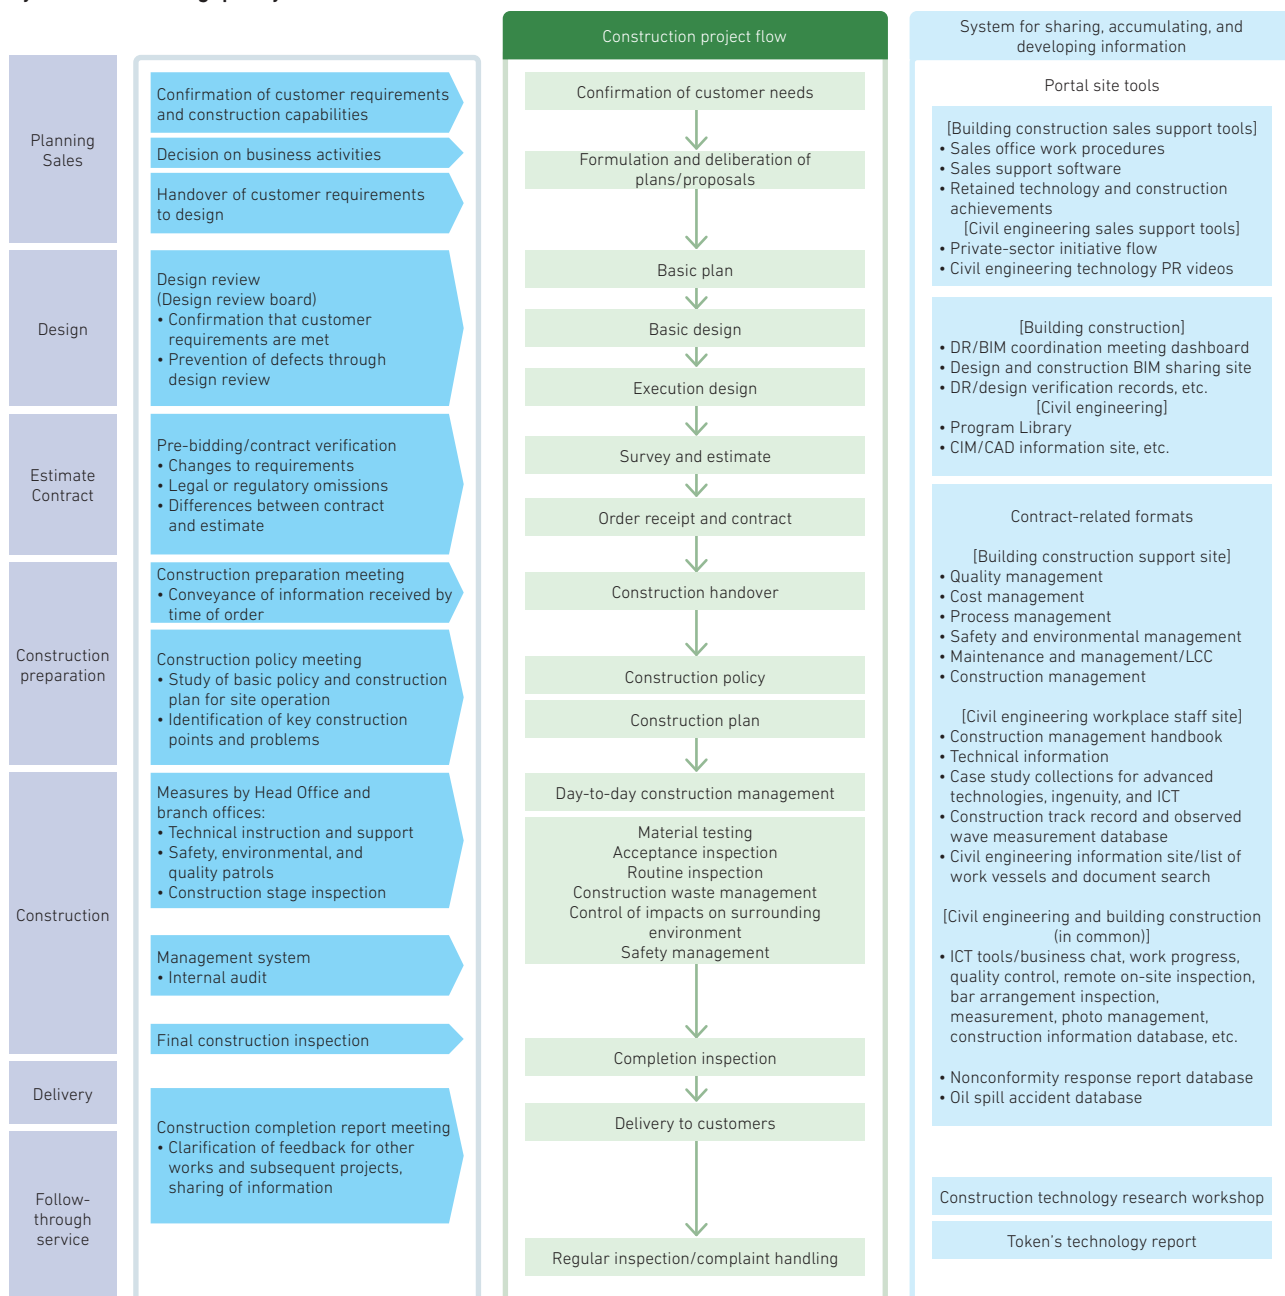 Planning
Sales
Confirmation of customer requirements
and construction capabilities
Decision on business activities
Handover of customer requirements
to design
Design
Design review
(Design review board)
• Confirmation that customer
requirements are met
• Prevention of defects through
design review
Estimate
Contract
Pre-bidding/contract verification
• Changes to requirements
• Legal or regulatory omissions
• Differences between contract
and estimate
Construction
preparation
Construction preparation meeting
• Conveyance of information received by
time of order
Construction policy meeting
• Study of basic policy and construction
plan for site operation
• Identification of key construction
points and problems
Construction
Measures by Head Office and
branch offices:
• Technical instruction and support
• Safety, environmental, and
quality patrols
• Construction stage inspection
Management system
• Internal audit
Final construction inspection
Delivery
Follow-
through
service
Construction completion report meeting
• Clarification of feedback for other
works and subsequent projects,
sharing of information
Construction project flow
Confirmation of customer needs
Formulation and deliberation of
plans/proposals
Basic plan
Basic design
Execution design
Survey and estimate
Order receipt and contract
Construction handover
Construction policy
Construction plan
Day-to-day construction management
Material testing
Acceptance inspection
Routine inspection
Construction waste management
Control of impacts on surrounding
environment
Safety management
Completion inspection
Delivery to customers
Regular inspection/complaint handling
System for sharing, accumulating, and
developing information
Portal site tools
[Building construction sales support tools]
• Sales office work procedures
• Sales support software
• Retained technology and construction
achievements
[Civil engineering sales support tools]
• Private-sector initiative flow
• Civil engineering technology PR videos
[Building construction]
• DR/BIM coordination meeting dashboard
• Design and construction BIM sharing site
• DR/design verification records, etc.
[Civil engineering]
• Program Library
• CIM/CAD information site, etc.
Contract-related formats
[Building construction support site]
• Quality management
• Cost management
• Process management
• Safety and environmental management
• Maintenance and management/LCC
• Construction management
[Civil engineering workplace staff site]
• Construction management handbook
• Technical information
• Case study collections for advanced
technologies, ingenuity, and ICT
• Construction track record and observed
wave measurement database
• Civil engineering information site/list of
work vessels and document search
[Civil engineering and building construction
(in common)]
• ICT tools/business chat, work progress,
quality control, remote on-site inspection,
bar arrangement inspection,
measurement, photo management,
construction information database, etc.
• Nonconformity response report database
• Oil spill accident database
Construction technology research workshop
Token's technology report